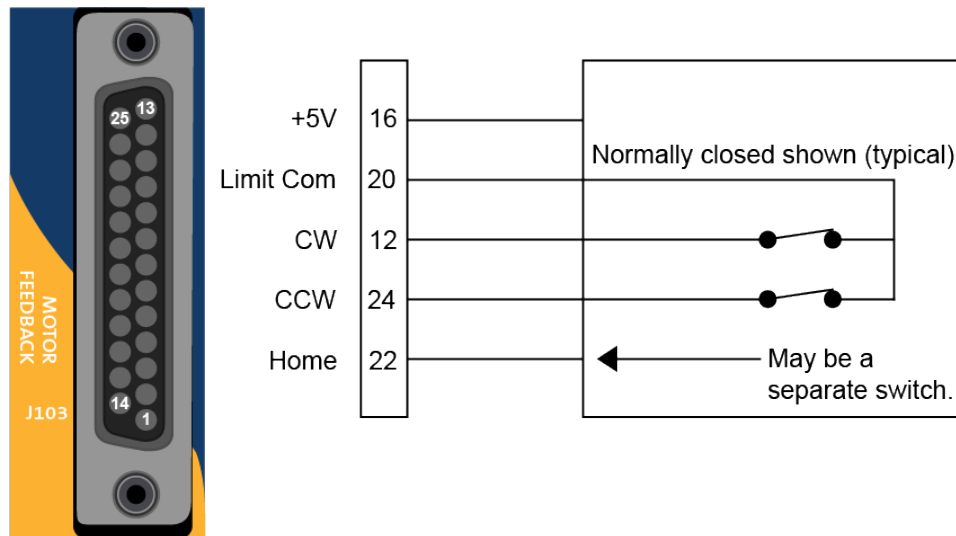 25
13
14
1
MOTOR
FEEDBACK
J103
+5V 16
Limit Com 20
CW 12
CCW 24
Home 22
Normally closed shown (typical)
May be a
separate switch.